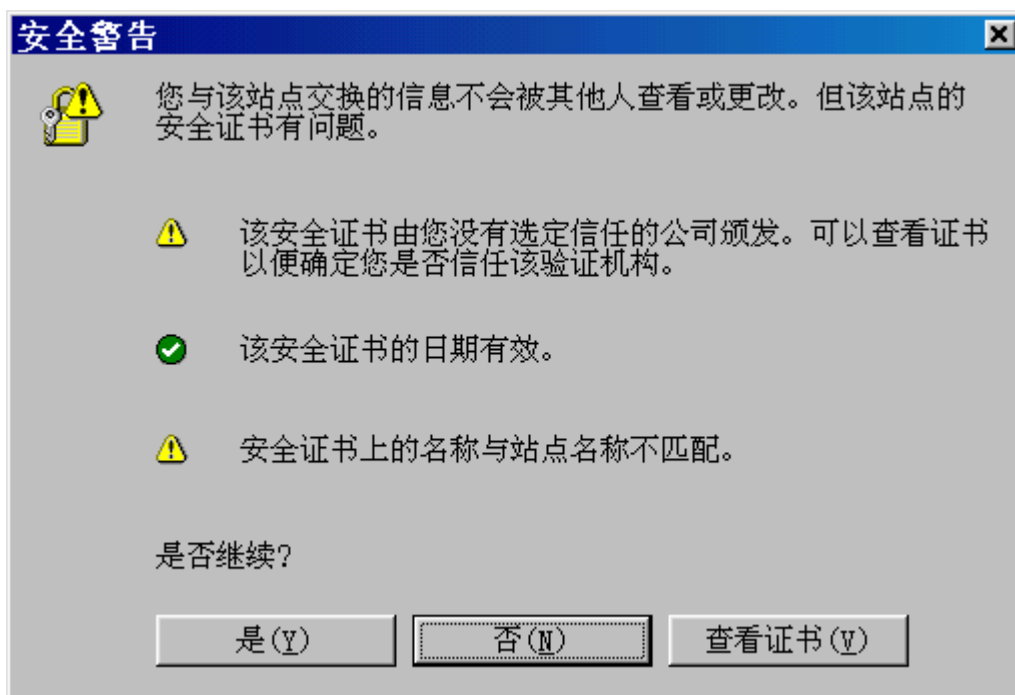 安全警告
您与该站点交换的信息不会被其他人查看或更改。但该站点的
安全证书有问题。
该安全证书由您没有选定信任的公司颁发。可以查看证书
以便确定您是否信任该验证机构。
该安全证书的日期有效。
安全证书上的名称与站点名称不匹配。
是否继续?
是(Y) 否(N) 查看证书(V)